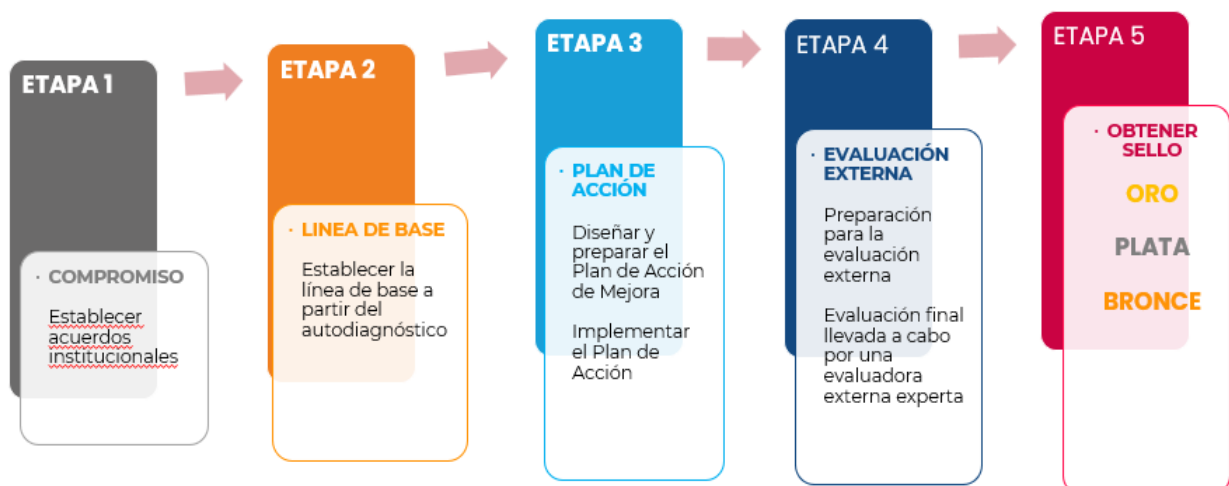 ETAPA 1
· COMPROMISO
Establecer
acuerdos
institucionales
ETAPA 2
· LINEA DE BASE
Establecer la
línea de base a
partir del
autodiagnóstico
ETAPA 3
· PLAN DE
ACCIÓN
Diseñar y
preparar el
Plan de Acción
de Mejora
Implementar
el Plan de
Acción
ETAPA 4
· EVALUACIÓN
EXTERNA
Preparación
para la
evaluación
externa
Evaluación final
llevada a cabo
por una
evaluadora
externa experta
ETAPA 5
· OBTENER
SELLO
ORO
PLATA
BRONCE